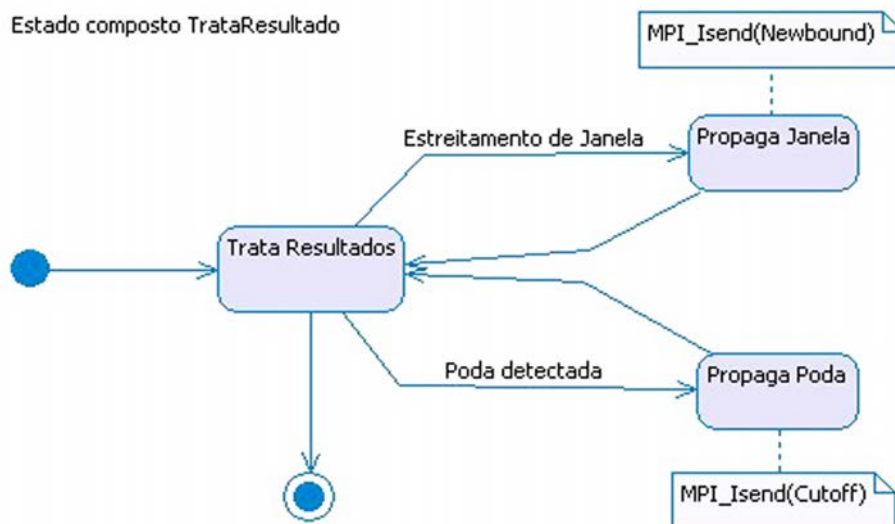 Estado composto TrataResultado
MPI_Isend(Newbound)
Estreitamento de Janela
Propaga Janela
Trata Resultados
Poda detectada
Propaga Poda
MPI_Isend(Cutoff)